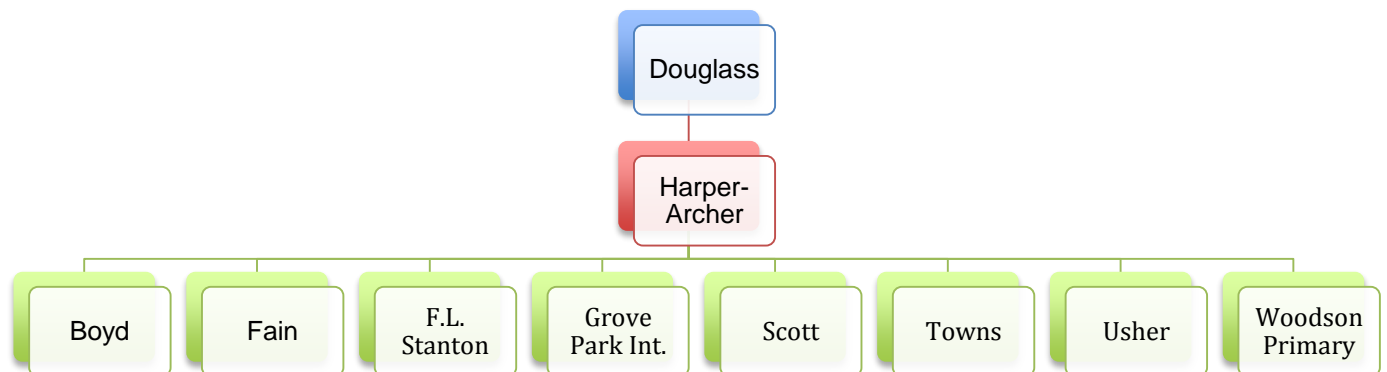 Douglass
Harper-
Archer
Boyd
Fain
F.L.
Stanton
Grove
Park Int.
Scott
Towns
Usher
Woodson
Primary